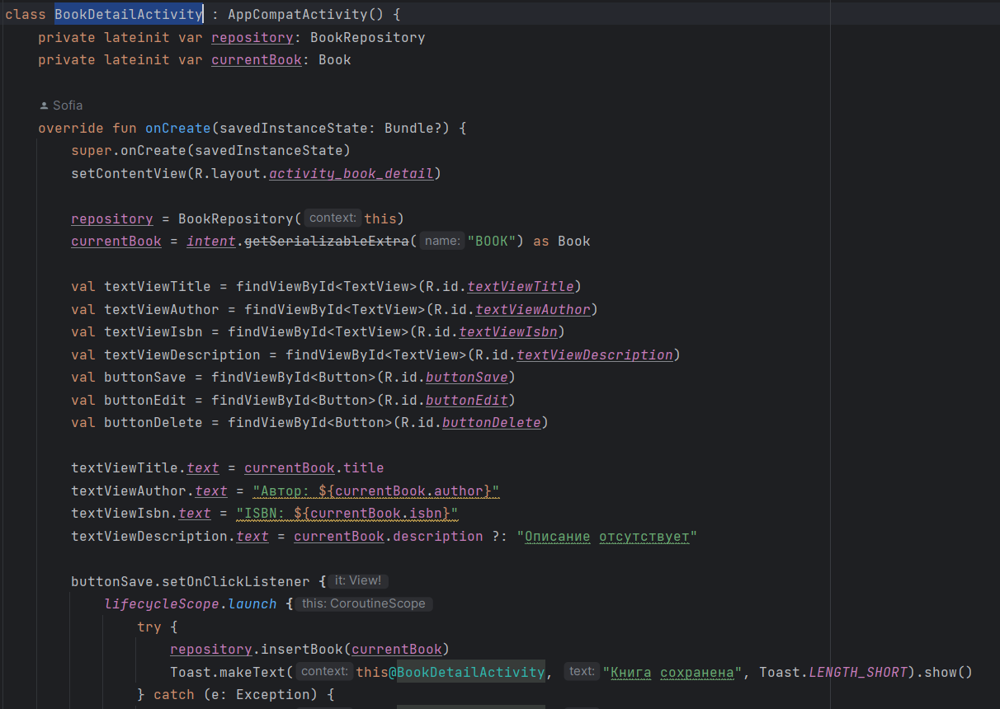 class BookDetailActivity : AppCompatActivity() {
private lateinit var repository: BookRepository
private lateinit var currentBook: Book
Sofia
override fun onCreate(savedInstanceState: Bundle?) {
super.onCreate(savedInstanceState)
setContentView(R.layout.activity_book_detail)
repository = BookRepository( context: this)
currentBook = intent.getSerializableExtra( name: "BOOK") as Book
val textViewTitle = findViewById<TextView>(R.id.textViewTitle)
val textViewAuthor = findViewById<TextView>(R.id.textViewAuthor)
val textViewIsbn = findViewById<TextView>(R.id.textViewIsbn)
val textViewDescription = findViewById<TextView>(R.id.textViewDescription)
val buttonSave = findViewById<Button>(R.id.buttonSave)
val buttonEdit = findViewById<Button>(R.id.buttonEdit)
val buttonDelete = findViewById<Button>(R.id.buttonDelete)
textViewTitle.text = currentBook.title
textViewAuthor.text = "Автор: ${currentBook.author}"
textViewIsbn.text = "ISBN: ${currentBook.isbn}"
textViewDescription.text = currentBook.description ?: "Описание отсутствует"
buttonSave.setOnClickListener { it: View!
lifecycleScope.launch { this: CoroutineScope
try {
repository.insertBook(currentBook)
Toast.makeText( context: this@BookDetailActivity, text: "Книга сохранена", Toast.LENGTH_SHORT).show()
} catch (e: Exception) {